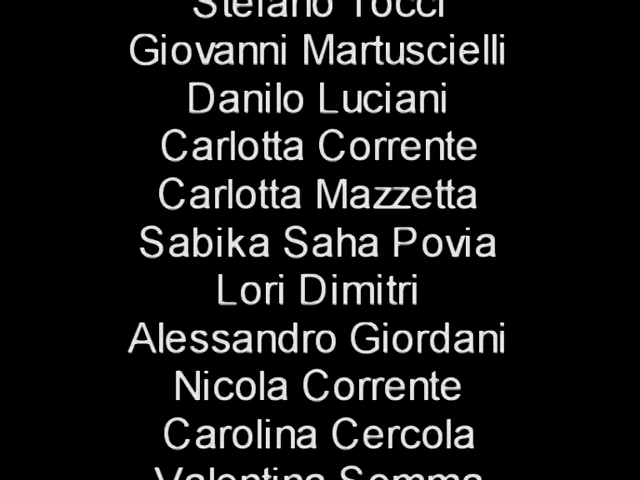 Stefano Tocci
Giovanni Martuscielli
Danilo Luciani
Carlotta Corrente
Carlotta Mazzetta
Sabika Saha Povia
Lori Dimitri
Alessandro Giordani
Nicola Corrente
Carolina Cercola
Valentina Somma